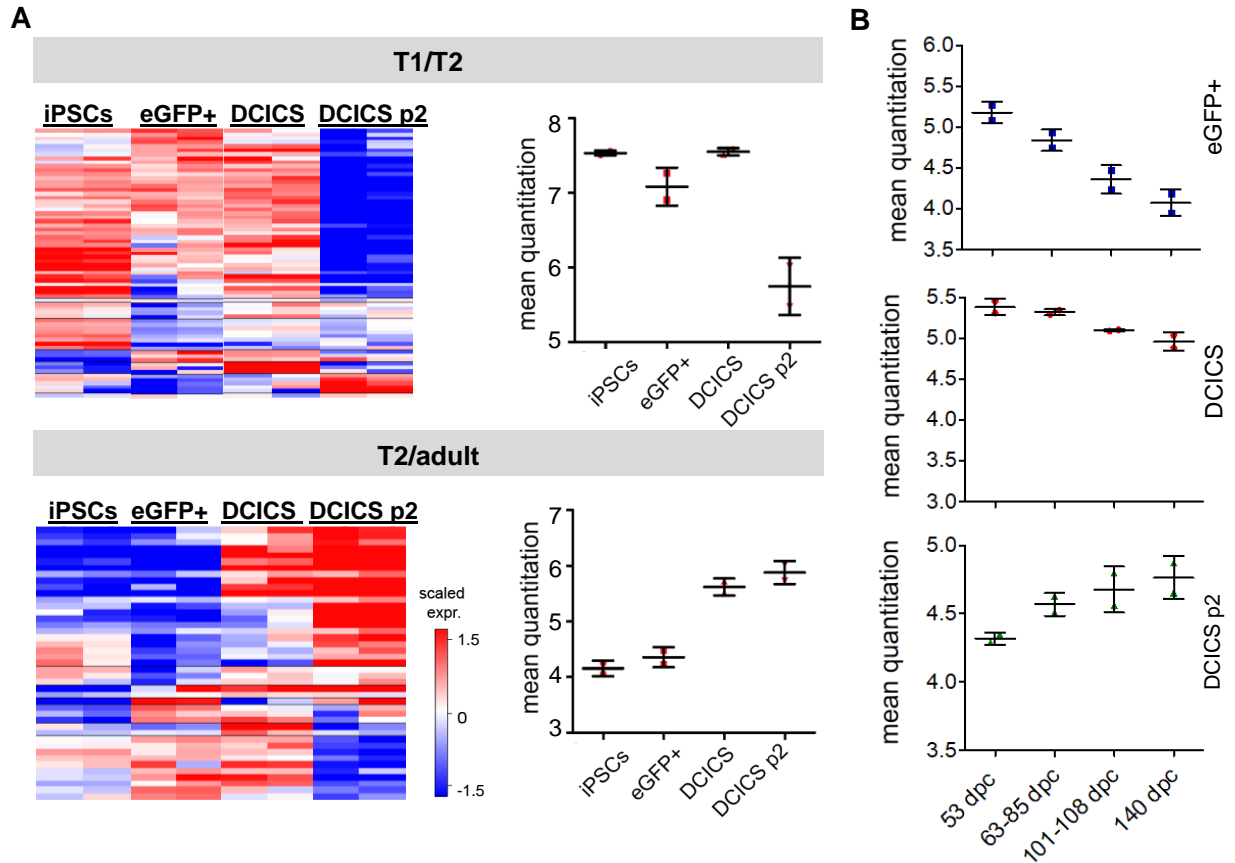 A
T1/T2
iPSCs eGFP+ DCICS DCICS p2
mean quantitation
8
7
6
5
iPSCs
eGFP+
DCICS
DCICS p2
T2/adult
iPSCs eGFP+ DCICS DCICS p2
scaled
expr.
1.5
0
-1.5
mean quantitation
7
6
5
4
3
iPSCs
eGFP+
DCICS
DCICS p2
B
mean quantitation
6.0
5.5
5.0
4.5
4.0
3.5
eGFP+
mean quantitation
5.5
5.0
4.5
4.0
3.5
3.0
DCICS
mean quantitation
5.0
4.5
4.0
3.5
DCICS p2
53 dpc
63-85 dpc
101-108 dpc
140 dpc